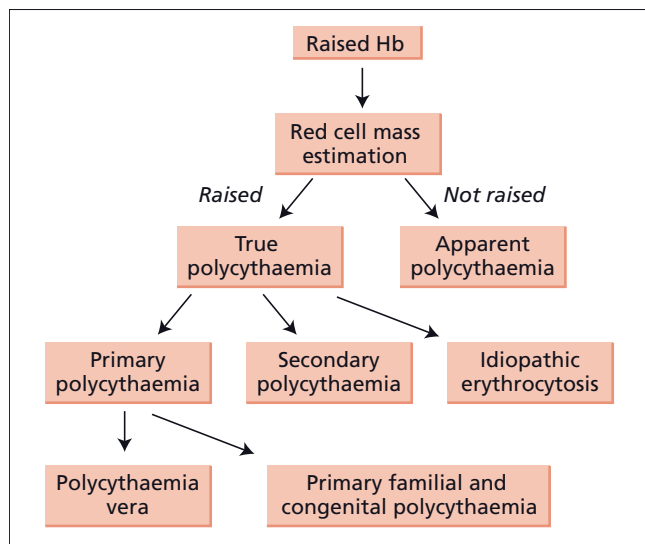 Raised Hb
Red cell mass
estimation
Raised
Not raised
True
polycythaemia
Apparent
polycythaemia
Primary
polycythaemia
Secondary
polycythaemia
Idiopathic
erythrocytosis
Polycythaemia
vera
Primary familial and
congenital polycythaemia